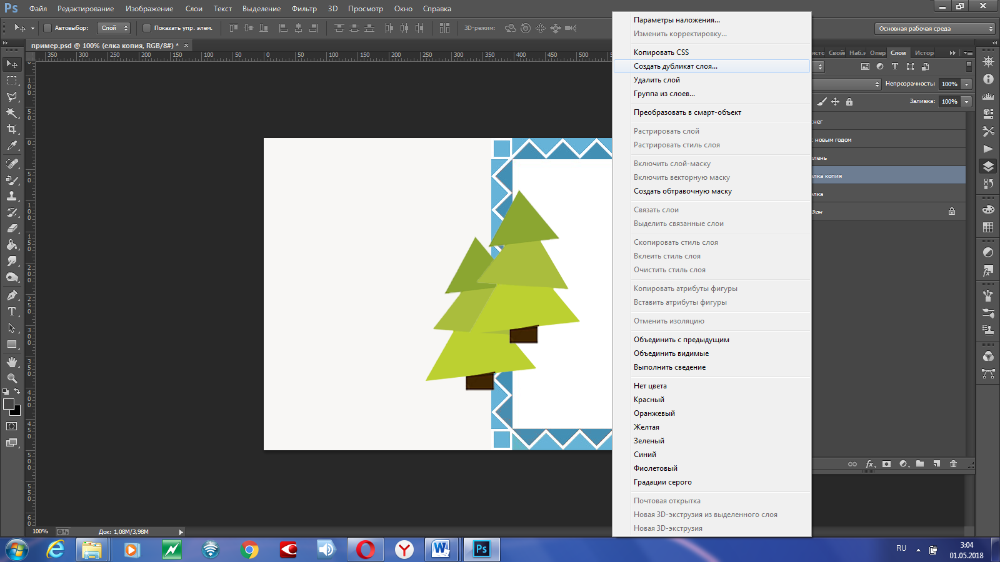 Ps Файл Редактирование Изображение Слои Текст Выделение Фильтр 3D Просмотр Окно Справка
Автовыбор: Слой Показать упр. элем. 3D-режим: Основная рабочая среда
пример.psd @ 100% (елка копия, RGB/8#) * ×
350 300 250 200 150 100 50 0 50 100 150 200 250 300 350 400 450 500
Параметры наложения...
Изменить корректировку...
Копировать CSS
Создать дубликат слоя...
Удалить слой
Группа из слоев...
Преобразовать в смарт-объект
Растрировать слой
Растрировать стиль слоя
Включить слой-маску
Включить векторную маску
Создать обтравочную маску
Связать слои
Выделить связанные слои
Скопировать стиль слоя
Вклеить стиль слоя
Очистить стиль слоя
Копировать атрибуты фигуры
Вставить атрибуты фигуры
Отменить изоляцию
Объединить с предыдущим
Объединить видимые
Выполнить сведение
Нет цвета
Красный
Оранжевый
Желтая
Зеленый
Синий
Фиолетовый
Градации серого
Почтовая открытка
Новая 3D-экструзия из выделенного слоя
Новая 3D-экструзия
исто Свой Наб.и Опер Слои Истор
Непрозрачность: 100%
Заливка: 100%
нег
с новым годом
олень
елка копия
елка
Фон
100% Док: 1,08M/3,98M
RU 3:04
01.05.2018